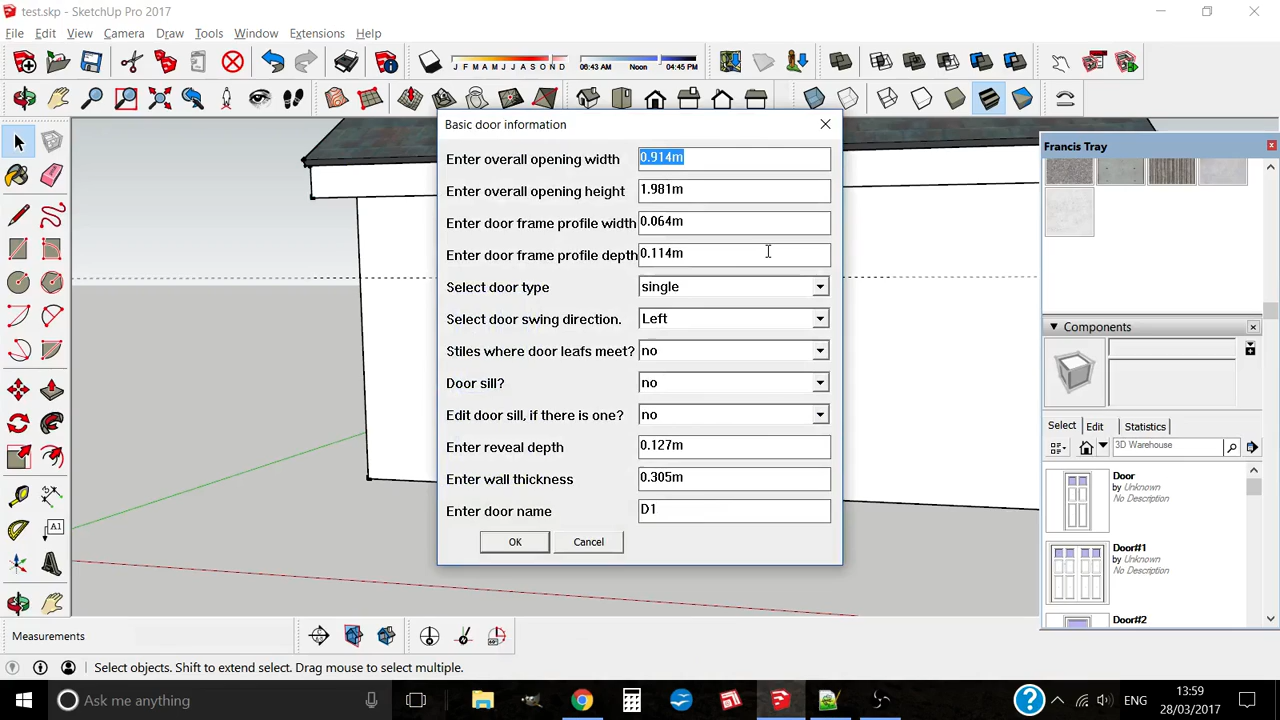 test.skp - SketchUp Pro 2017
File Edit View Camera Draw Tools Window Extensions Help
J F M A M J J A S O N D 06:43 AM Noon 04:45 PM
Basic door information
Francis Tray
Enter overall opening width 0.914m
Enter overall opening height 1.981m
Enter door frame profile width 0.064m
Enter door frame profile depth 0.114m
Select door type single
Select door swing direction. Left
Stiles where door leafs meet? no
Door sill? no
Edit door sill, if there is one? no
Enter reveal depth 0.127m
Enter wall thickness 0.305m
Enter door name D1
OK Cancel
Components
Select Edit Statistics
3D Warehouse
Door
by Unknown
No Description
Door#1
by Unknown
No Description
Door#2
A1
Measurements
Select objects. Shift to extend select. Drag mouse to select multiple.
Ask me anything
ENG
13:59
28/03/2017